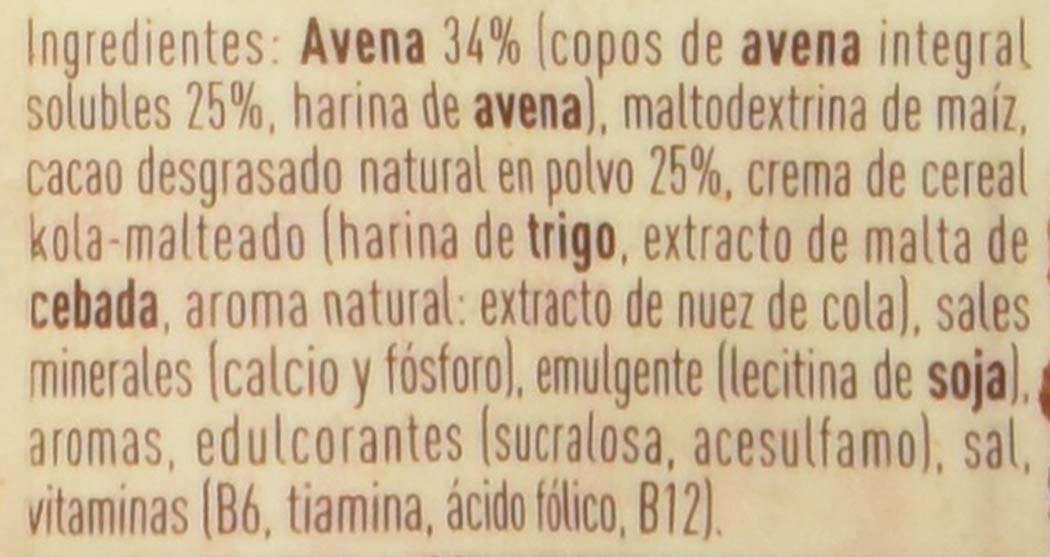 Ingredientes: Avena 34% (copos de avena integral
solubles 25%, harina de avena), maltodextrina de maíz,
cacao desgrasado natural en polvo 25%, crema de cereal
kola-malteado (harina de trigo, extracto de malta de
cebada, aroma natural: extracto de nuez de cola), sales
minerales (calcio y fósforo), emulgente (lecitina de soja),
aromas, edulcorantes (sucralosa, acesulfamo), sal,
vitaminas (B6, tiamina, ácido fólico, B12).